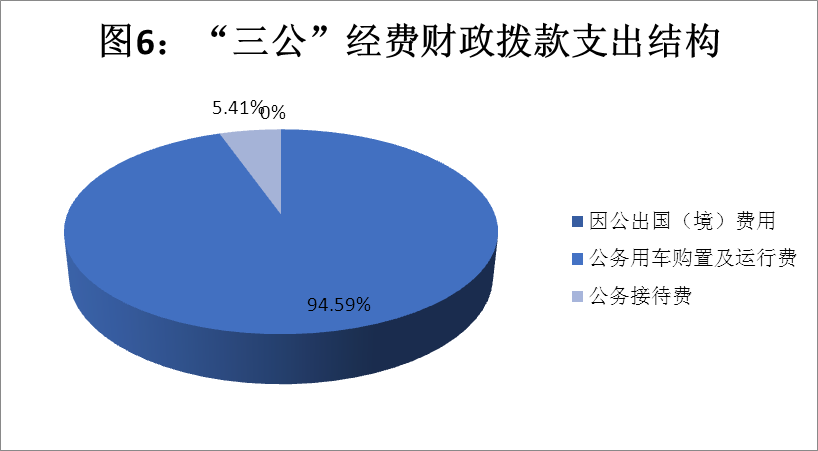 图6：“三公”经费财政拨款支出结构
5.41%
0%
94.59%
因公出国（境）费用
公务用车购置及运行费
公务接待费